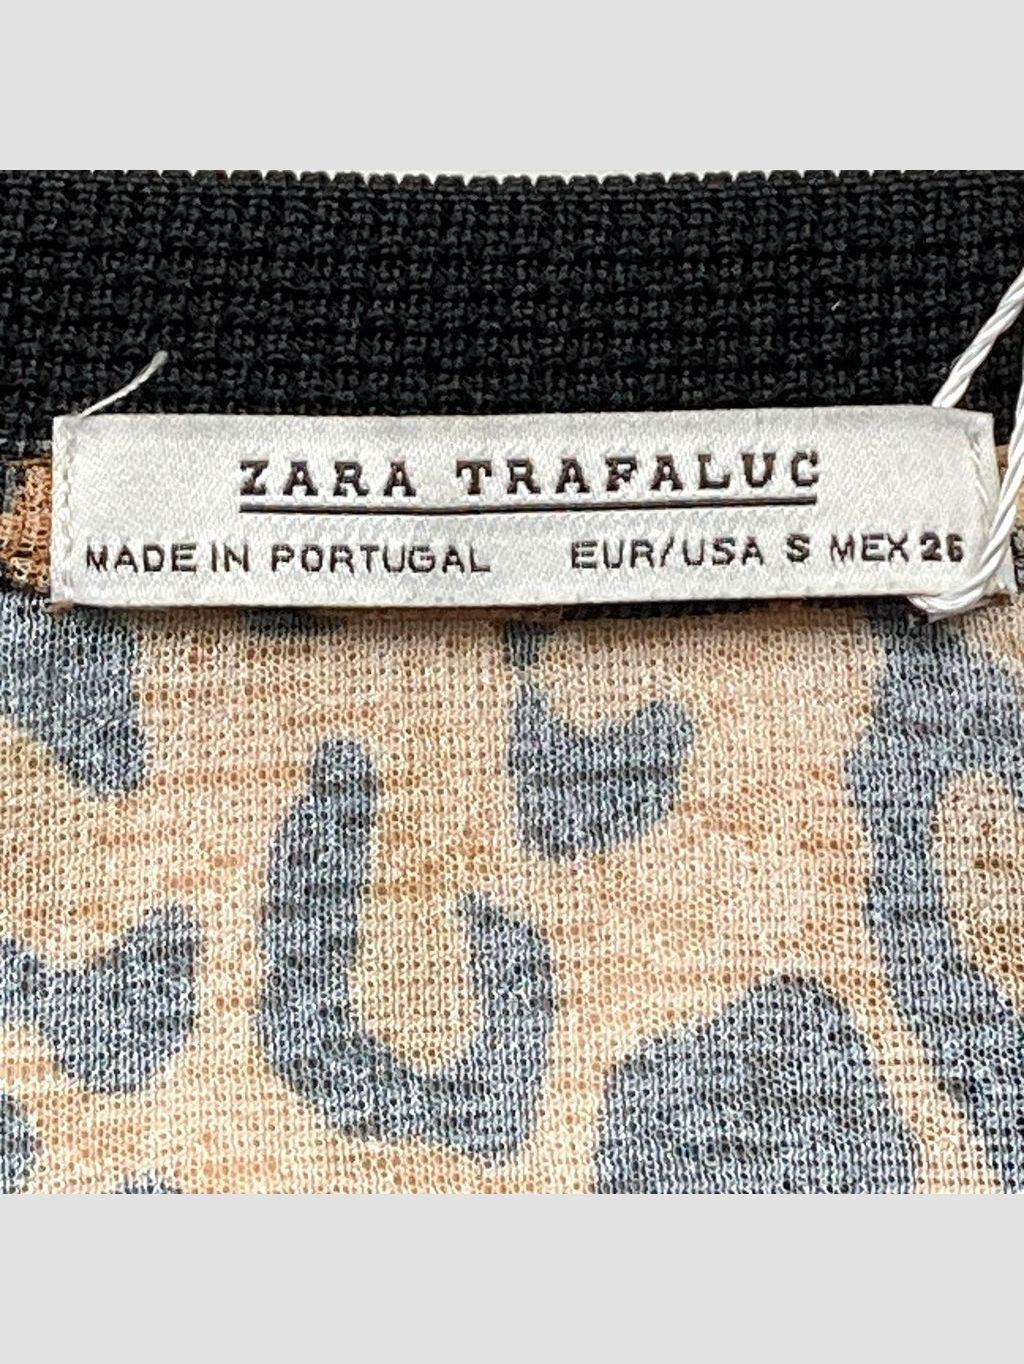 ZARA TRAFALUC
MADE IN PORTUGAL EUR/USA S MEX 26